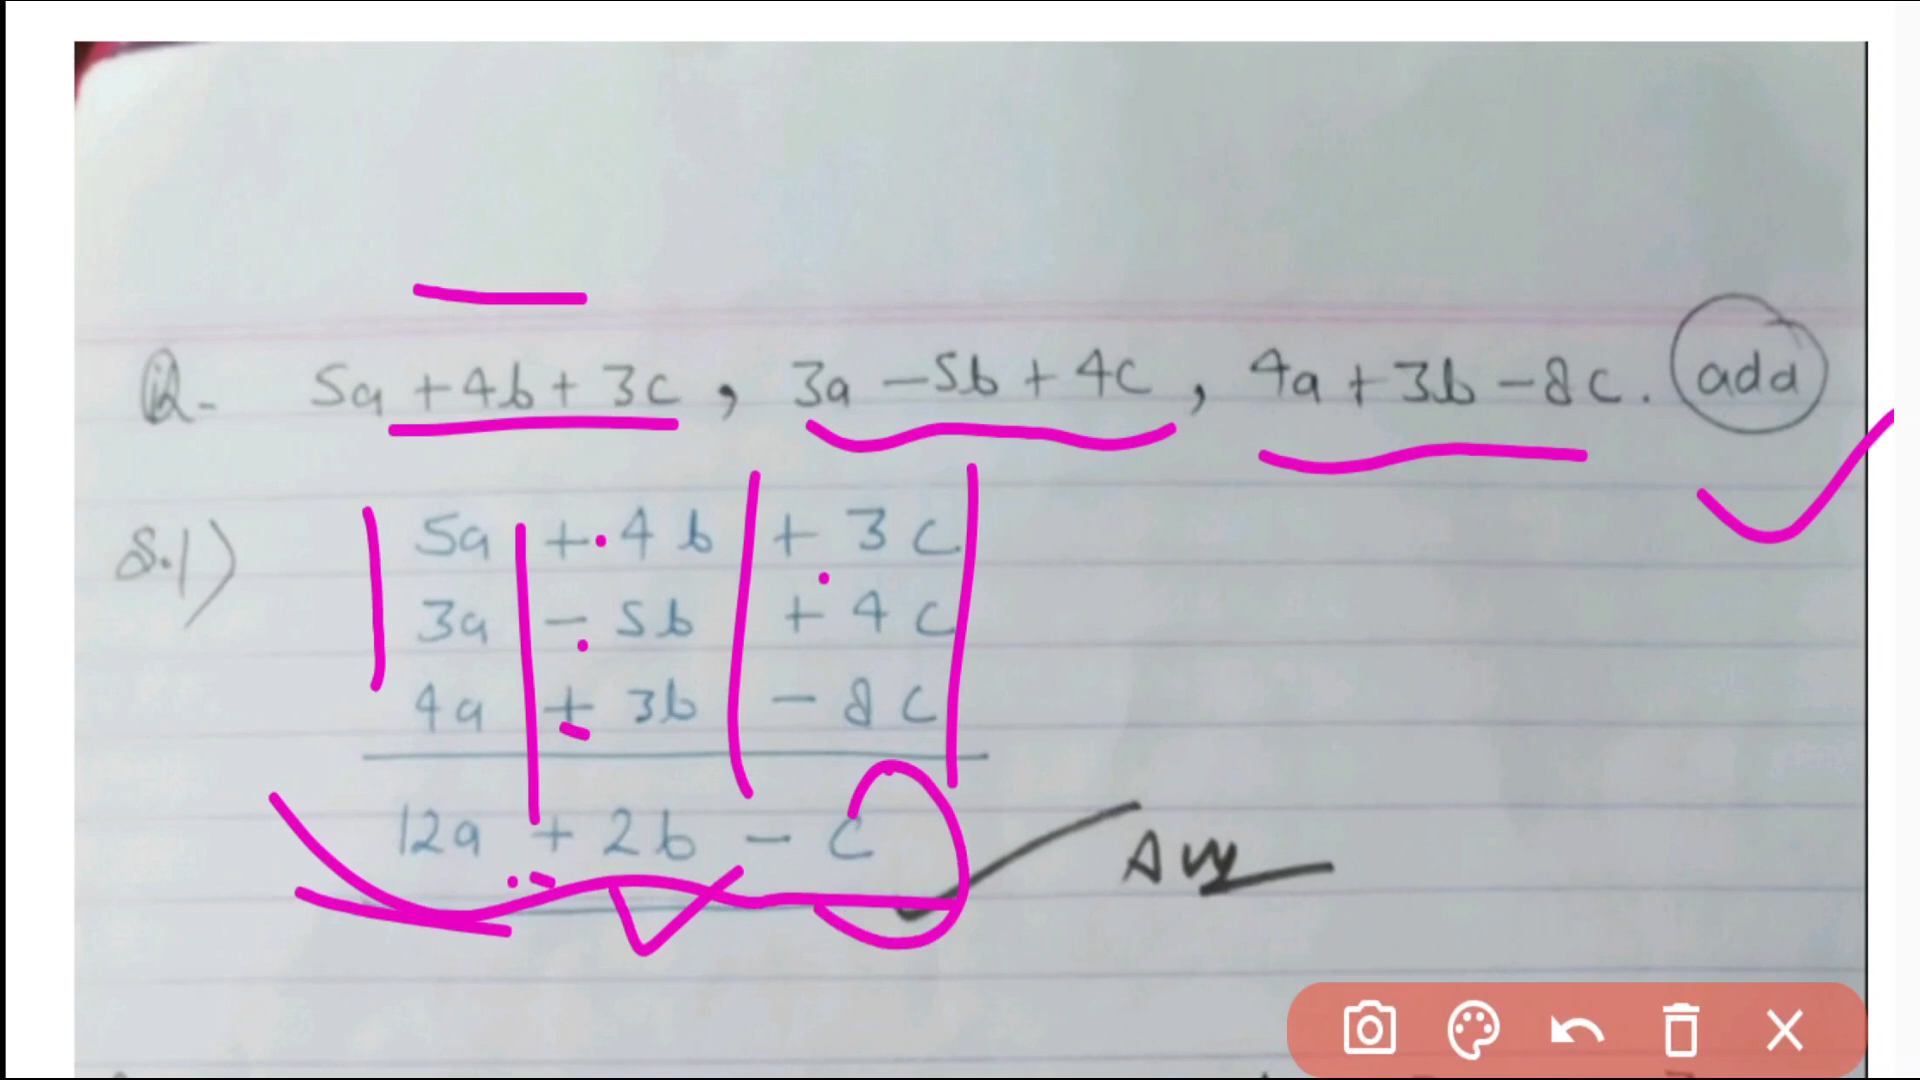 Q- 5a + 4b + 3c , 3a - 5b + 4c , 4a + 3b - 8c . add
S.1)
5a + 4b + 3c
3a - 5b + 4c
4a + 3b - 8c
12a + 2b - c
Ans